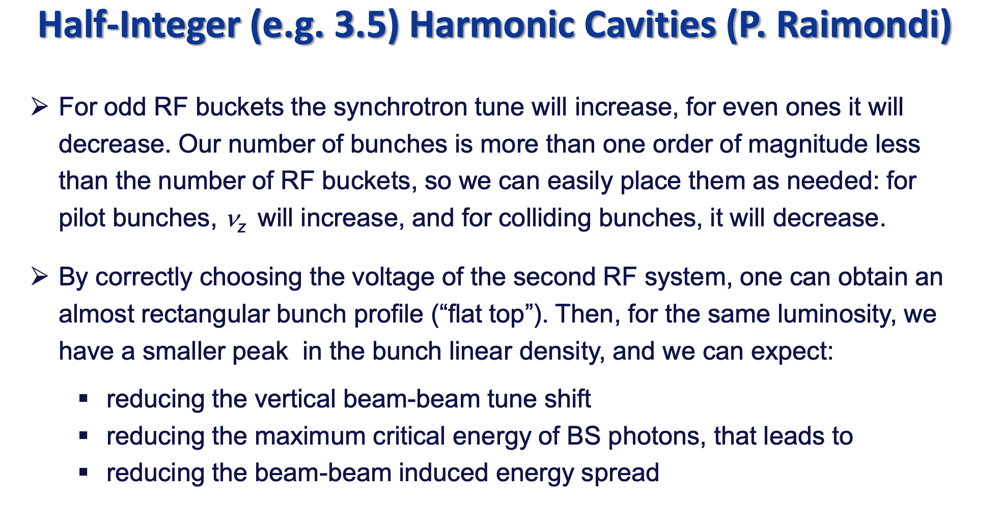 Half-Integer (e.g. 3.5) Harmonic Cavities (P. Raimondi)
➢ For odd RF buckets the synchrotron tune will increase, for even ones it will
decrease. Our number of bunches is more than one order of magnitude less
than the number of RF buckets, so we can easily place them as needed: for
pilot bunches, νz will increase, and for colliding bunches, it will decrease.
➢ By correctly choosing the voltage of the second RF system, one can obtain an
almost rectangular bunch profile (“flat top”). Then, for the same luminosity, we
have a smaller peak in the bunch linear density, and we can expect:
▪ reducing the vertical beam-beam tune shift
▪ reducing the maximum critical energy of BS photons, that leads to
▪ reducing the beam-beam induced energy spread